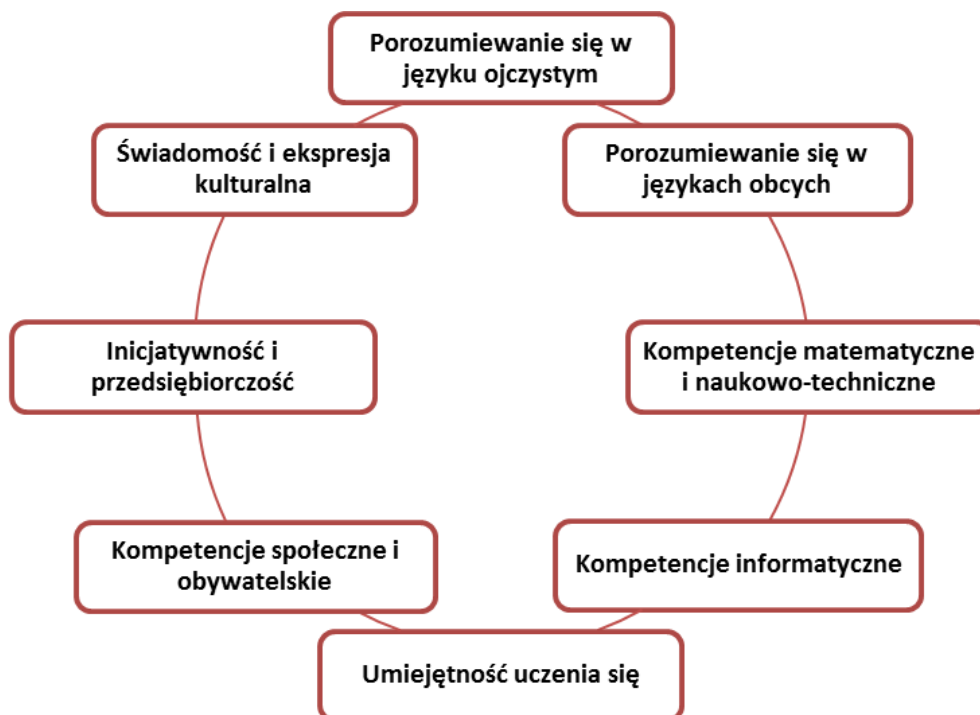 Porozumiewanie się w
języku ojczystym
Porozumiewanie się w
językach obcych
Kompetencje matematyczne
i naukowo-techniczne
Kompetencje informatyczne
Umiejętność uczenia się
Kompetencje społeczne i
obywatelskie
Inicjatywność i
przedsiębiorczość
Świadomość i ekspresja
kulturalna